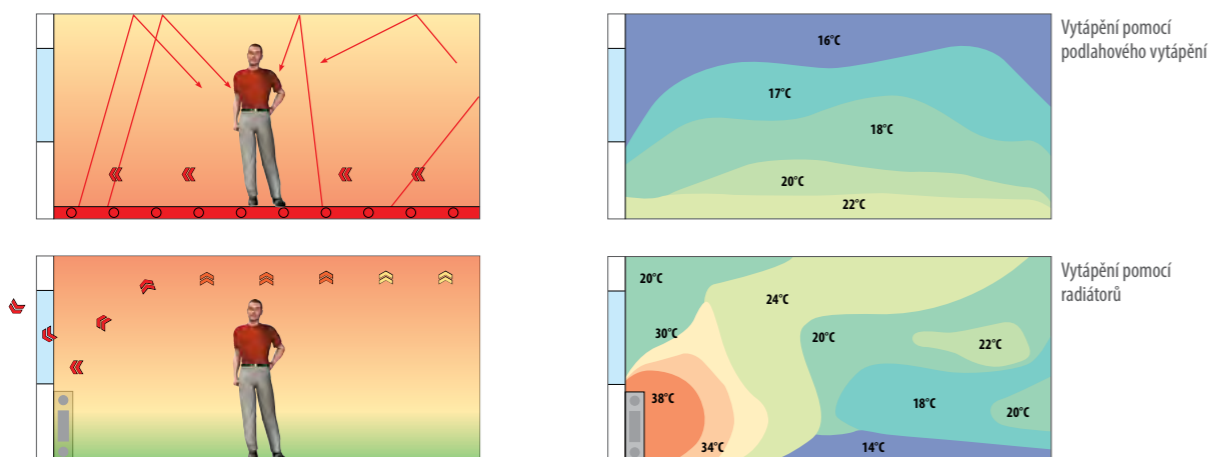 16°C
Vytápění pomocí
podlahového vytápění
17°C
18°C
20°C
22°C
Vytápění pomocí
radiátorů
20°C
24°C
30°C
20°C
22°C
38°C
18°C
20°C
34°C
14°C